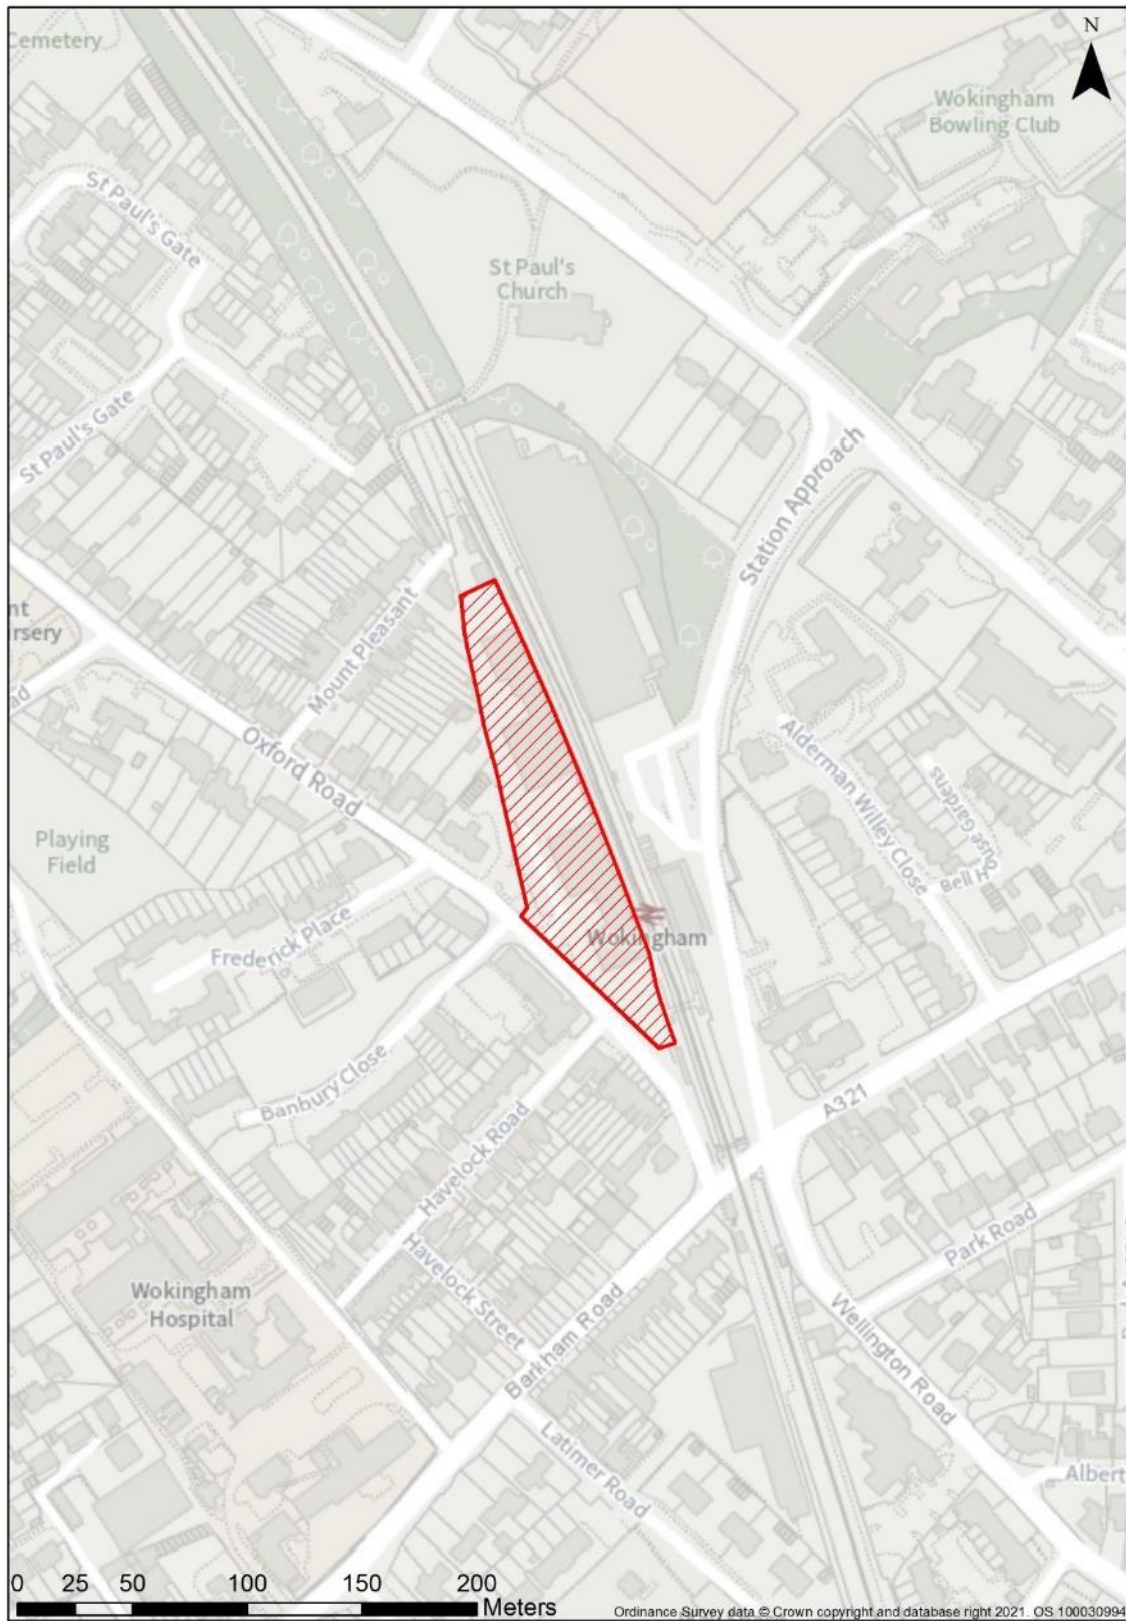 N
Cemetery
Wokingham
Bowling Club
St Paul's Gate
St Paul's
Church
St Paul's Gate
Station Approach
Mount Pleasant
Oxford Road
Alderman Willey Close
Bell House Gardens
Playing
Field
Frederick Place
Wokingham
Banbury Close
A321
Havelock Road
Park Road
Havelock Street
Wokingham
Hospital
Barkham Road
Wellington Road
Latimer Road
Albert
0 25 50 100 150 200
Meters
Ordinance Survey data © Crown copyright and database right 2021. OS 100030994